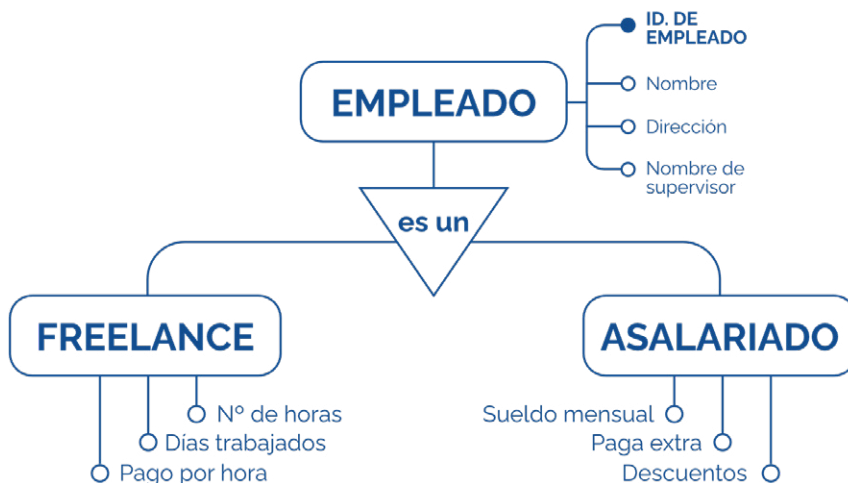 ID. DE
EMPLEADO
EMPLEADO
Nombre
Dirección
Nombre de
supervisor
es un
FREELANCE
ASALARIADO
Nº de horas
Días trabajados
Pago por hora
Sueldo mensual
Paga extra
Descuentos